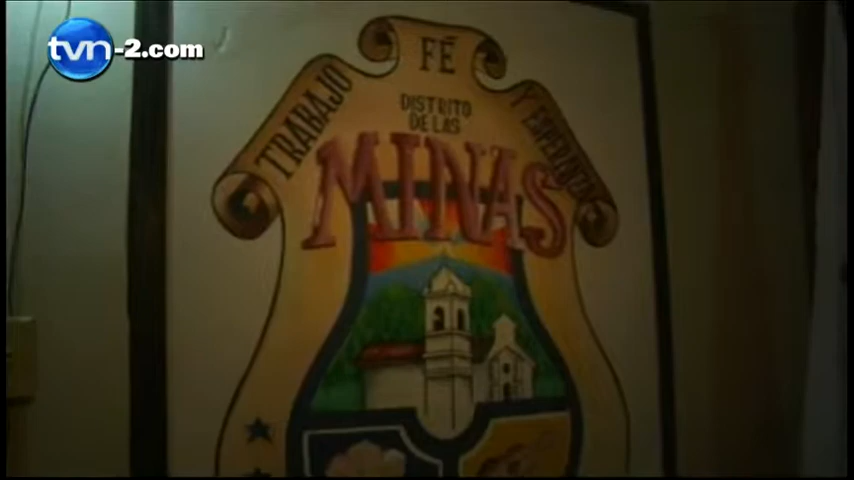 tvn-2.com
TRABAJO FÉ Y ESPERANZA
DISTRITO
DE LAS
MINAS